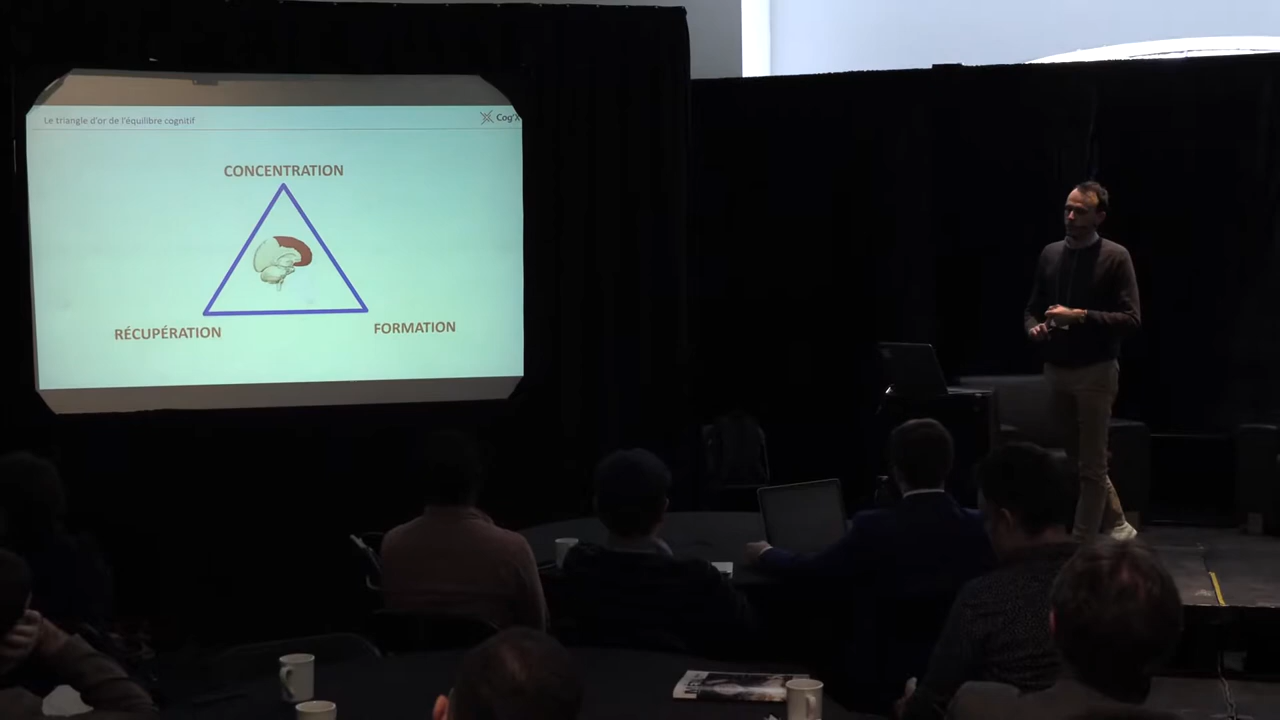 Le triangle d'or de l'équilibre cognitif
Cog'X
CONCENTRATION
RÉCUPÉRATION
FORMATION